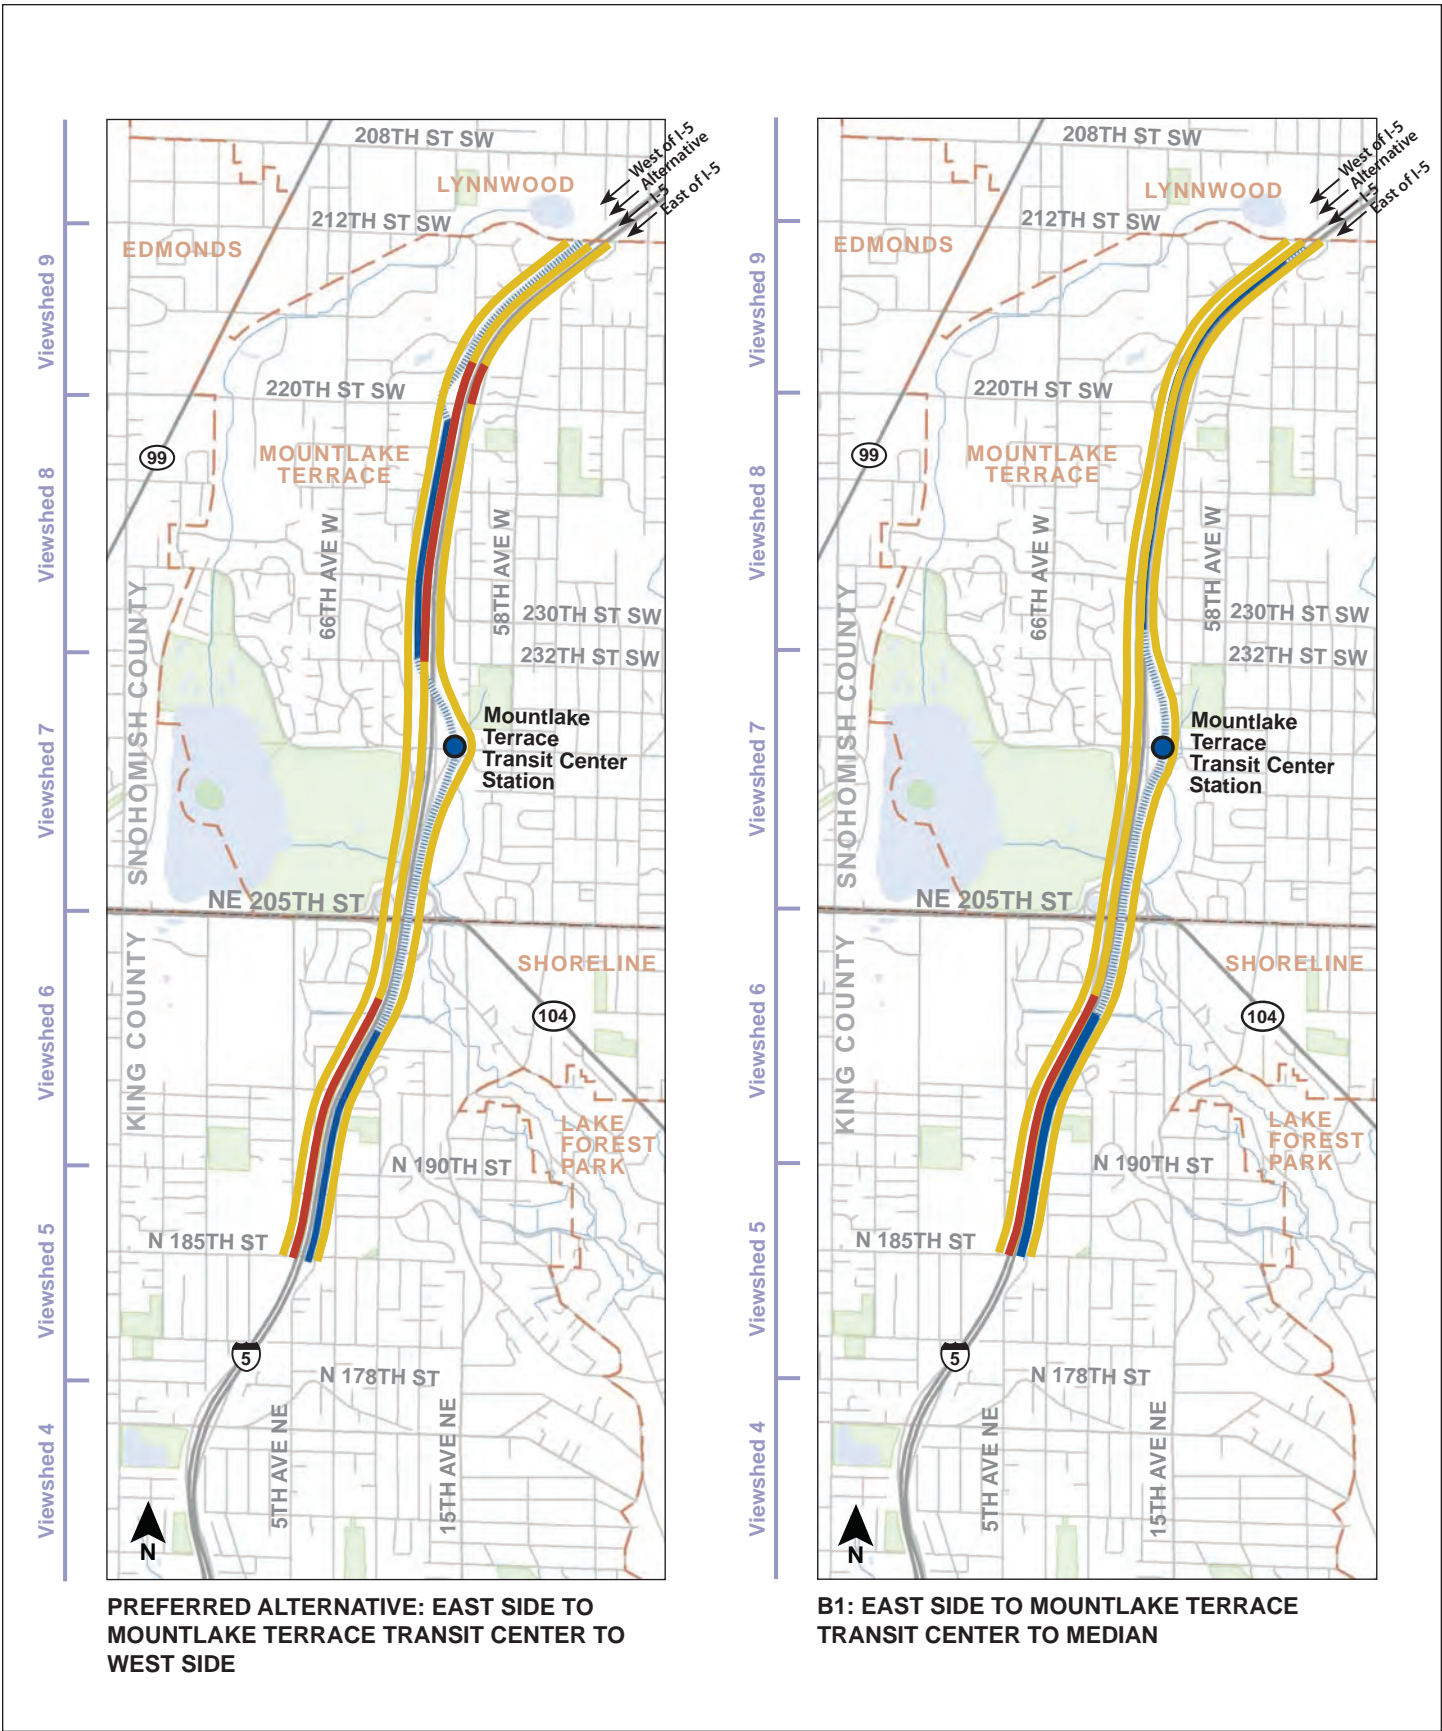 208TH ST SW
West of I-5
Alternative
I-5
East of I-5
LYNNWOOD
212TH ST SW
EDMONDS
Viewshed 9
220TH ST SW
99
MOUNTLAKE
TERRACE
Viewshed 8
66TH AVE W
58TH AVE W
230TH ST SW
232TH ST SW
SNOHOMISH COUNTY
Mountlake
Terrace
Transit Center
Station
Viewshed 7
NE 205TH ST
KING COUNTY
SHORELINE
104
Viewshed 6
LAKE
FOREST
PARK
N 190TH ST
N 185TH ST
Viewshed 5
5
N 178TH ST
5TH AVE NE
15TH AVE NE
Viewshed 4
N
PREFERRED ALTERNATIVE: EAST SIDE TO
MOUNTLAKE TERRACE TRANSIT CENTER TO
WEST SIDE
208TH ST SW
West of I-5
Alternative
I-5
East of I-5
LYNNWOOD
212TH ST SW
EDMONDS
Viewshed 9
220TH ST SW
99
MOUNTLAKE
TERRACE
Viewshed 8
66TH AVE W
58TH AVE W
230TH ST SW
232TH ST SW
SNOHOMISH COUNTY
Mountlake
Terrace
Transit Center
Station
Viewshed 7
NE 205TH ST
KING COUNTY
SHORELINE
104
Viewshed 6
LAKE
FOREST
PARK
N 190TH ST
N 185TH ST
Viewshed 5
5
N 178TH ST
5TH AVE NE
15TH AVE NE
Viewshed 4
N
B1: EAST SIDE TO MOUNTLAKE TERRACE
TRANSIT CENTER TO MEDIAN